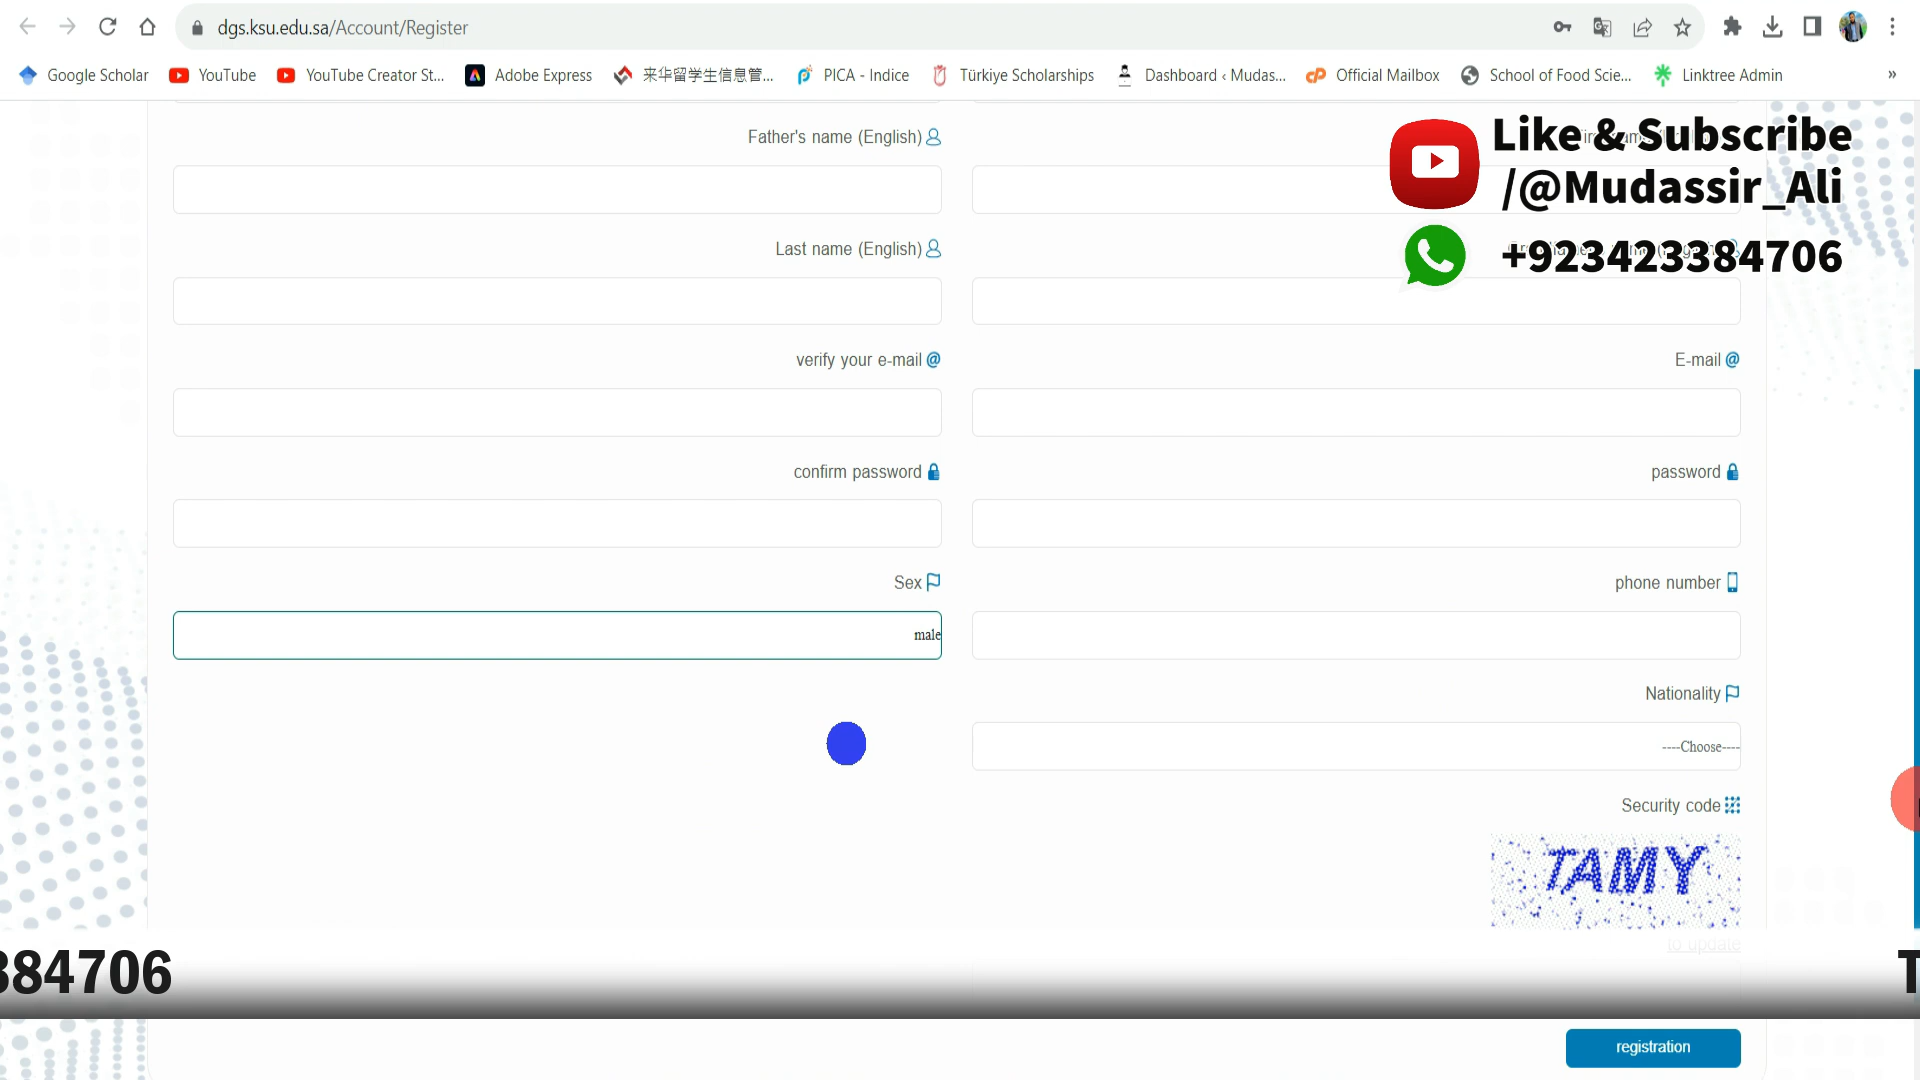 dgs.ksu.edu.sa/Account/Register
Google Scholar
YouTube
YouTube Creator St...
Adobe Express
来华留学生信息管...
PICA - Indice
Türkiye Scholarships
Dashboard ‹ Mudas...
Official Mailbox
School of Food Scie...
Linktree Admin
»
Father's name (English)
Like & Subscribe
/@Mudassir_Ali
Last name (English)
+923423384706
verify your e-mail
E-mail
confirm password
password
Sex
phone number
male
Nationality
----Choose----
Security code
TAMY
to update
384706
T
registration